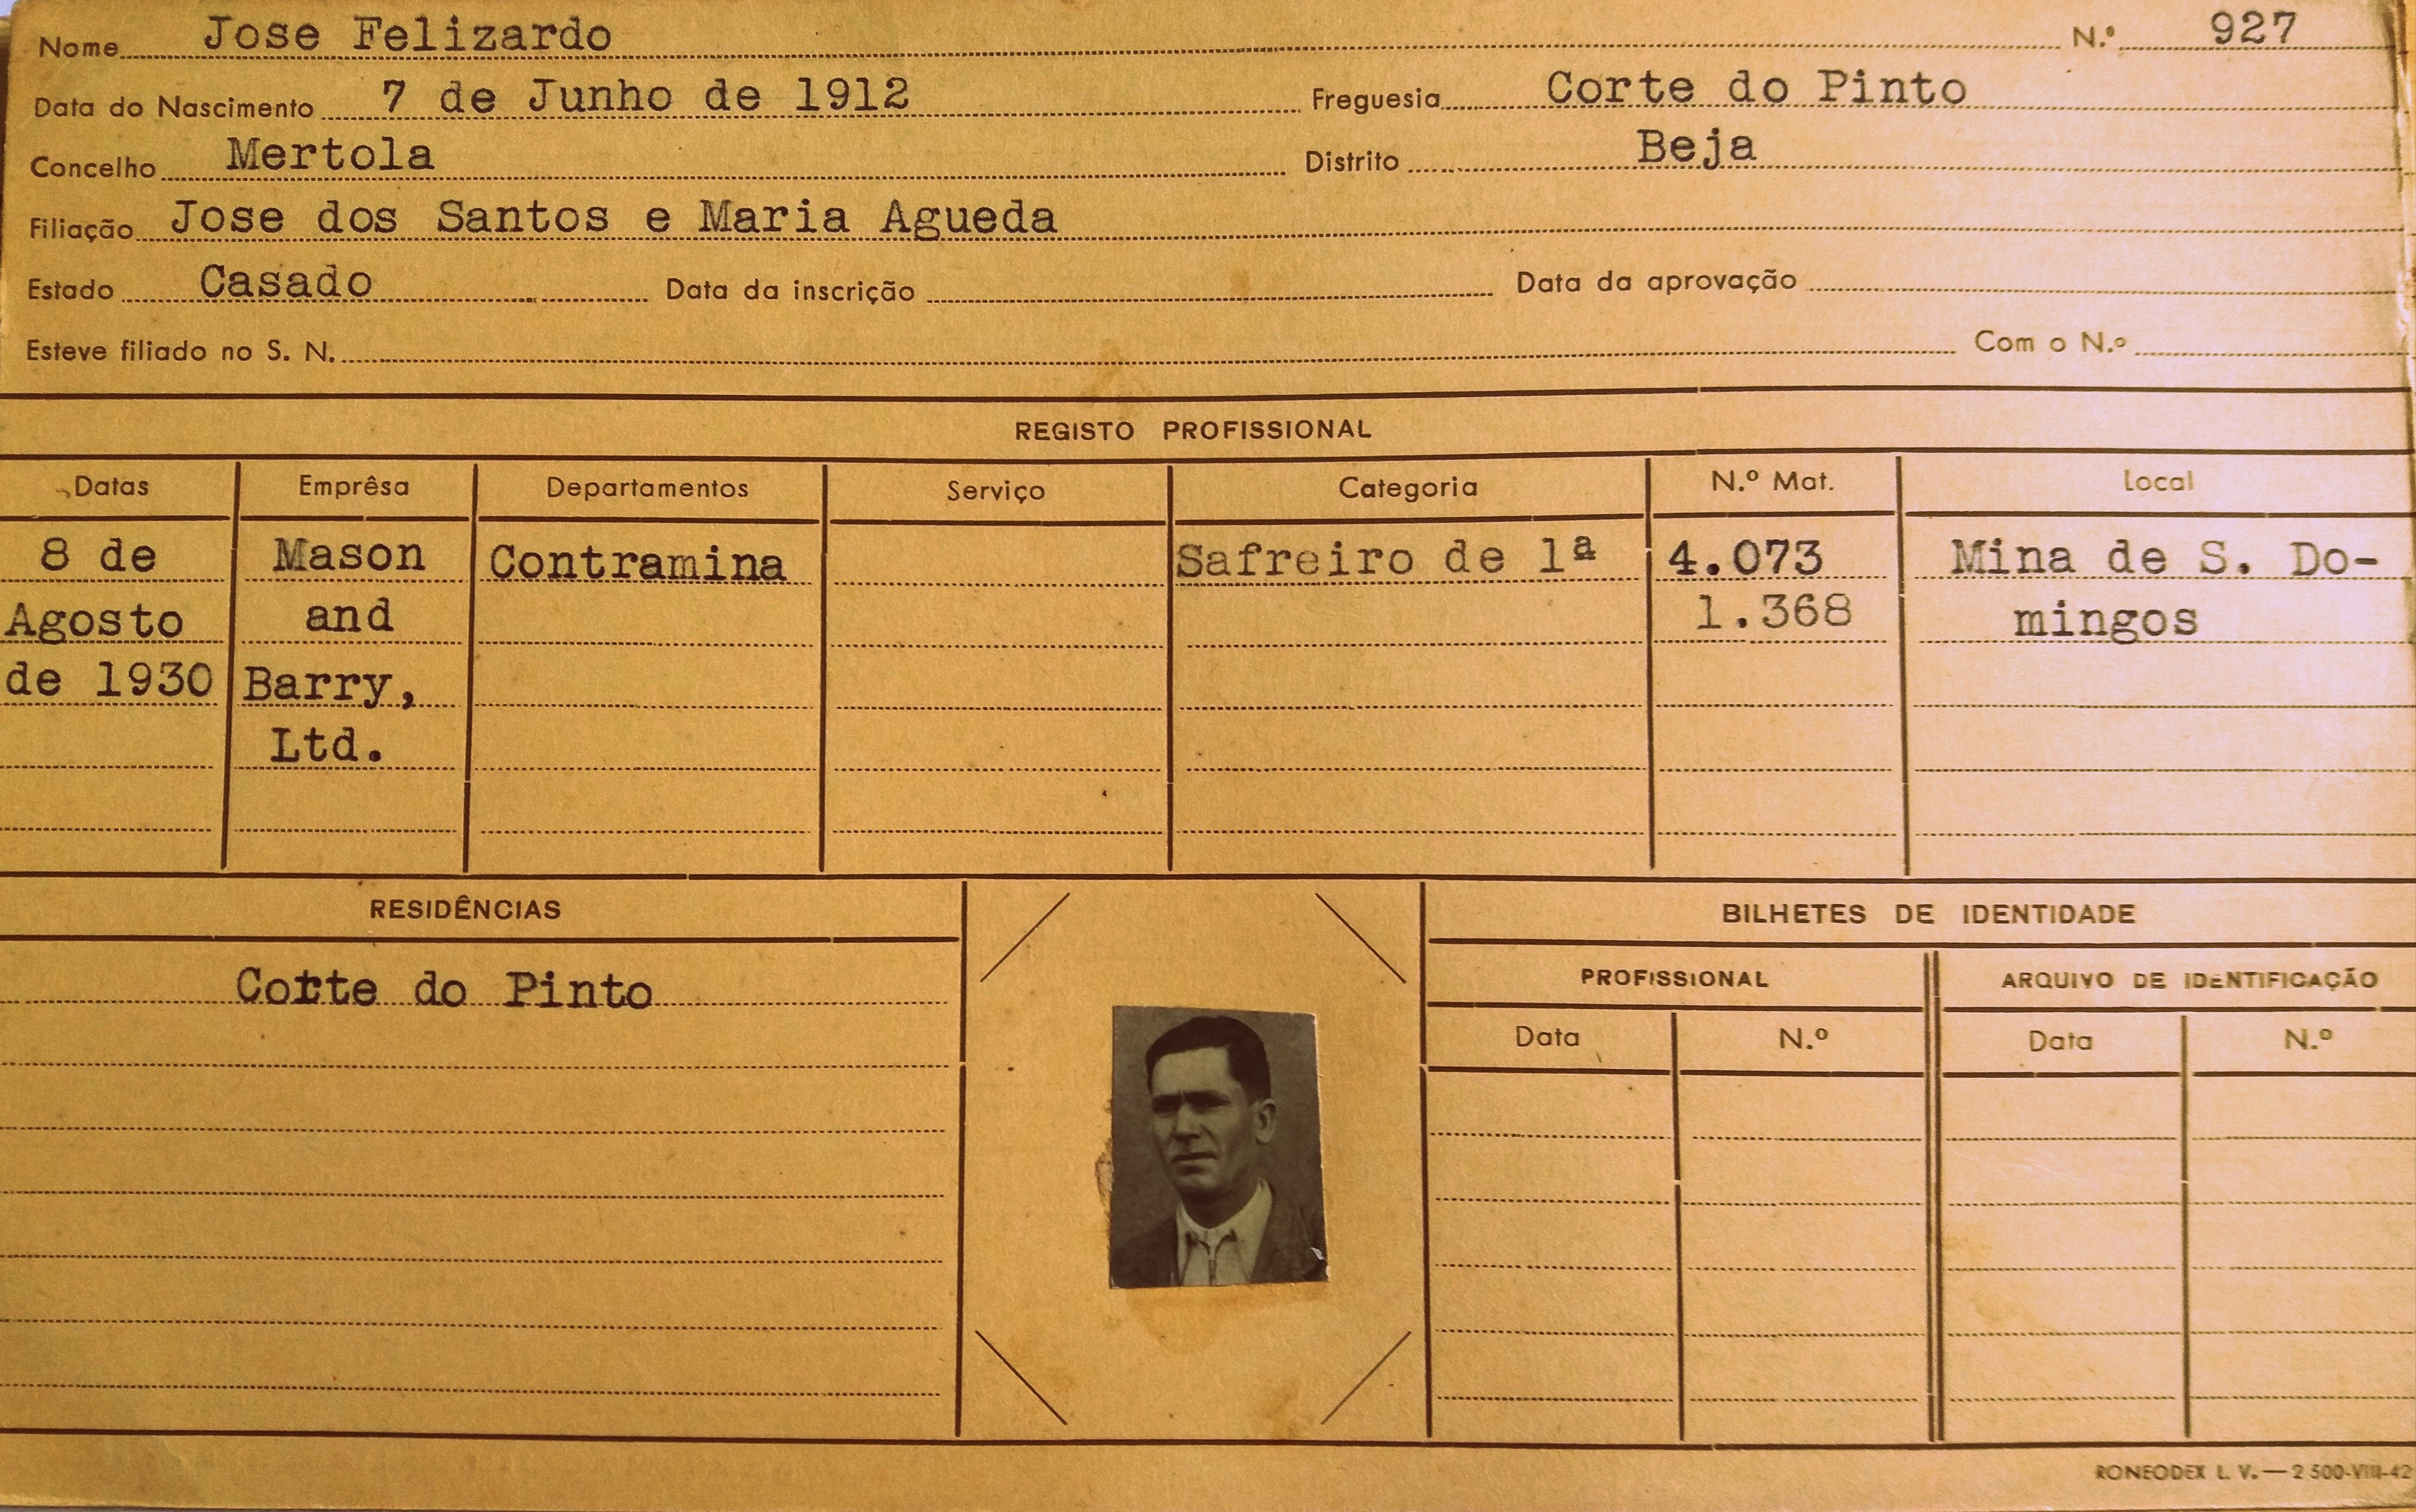 Nome Jose Felizardo N.º 927
Data do Nascimento 7 de Junho de 1912 Freguesia Corte do Pinto
Concelho Mertola Distrito Beja
Filiação Jose dos Santos e Maria Agueda
Estado Casado Data da inscrição Data da aprovação
Esteve filiado no S. N. Com o N.º
REGISTO PROFISSIONAL
Datas Emprêsa Departamentos Serviço Categoria N.º Mat. Local
8 de Mason Contramina Safreiro de 1ª 4.073 Mina de S. Do-
Agosto and 1.368 mingos
de 1930 Barry,
Ltd.
RESIDÊNCIAS BILHETES DE IDENTIDADE
Corte do Pinto PROFISSIONAL ARQUIVO DE IDENTIFICAÇÃO
Data N.º Data N.º
RONEODEX L. V. — 2 500-VIII-42